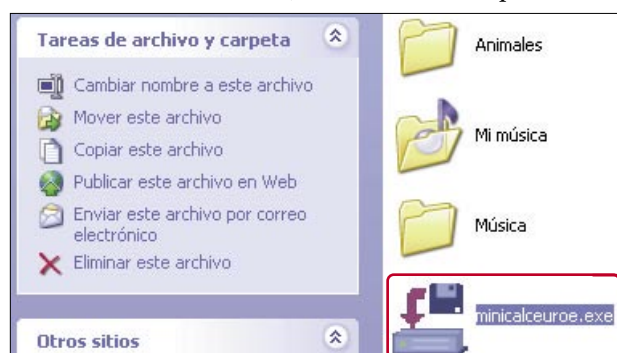 Tareas de archivo y carpeta
Cambiar nombre a este archivo
Mover este archivo
Copiar este archivo
Publicar este archivo en Web
Enviar este archivo por correo
electrónico
Eliminar este archivo
Otros sitios
Animales
Mi música
Música
minicalceuroe.exe